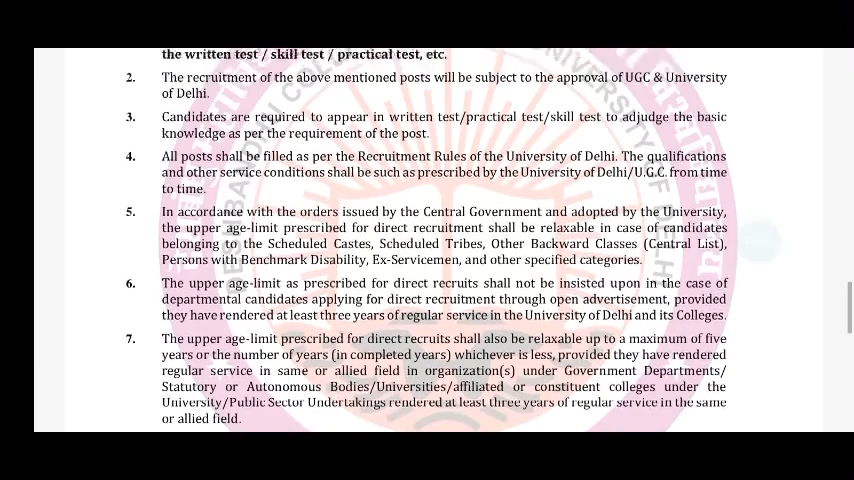 the written test / skill test / practical test, etc.
2. The recruitment of the above mentioned posts will be subject to the approval of UGC & University
of Delhi.
3. Candidates are required to appear in written test/practical test/skill test to adjudge the basic
knowledge as per the requirement of the post.
4. All posts shall be filled as per the Recruitment Rules of the University of Delhi. The qualifications
and other service conditions shall be such as prescribed by the University of Delhi/U.G.C. from time
to time.
5. In accordance with the orders issued by the Central Government and adopted by the University,
the upper age-limit prescribed for direct recruitment shall be relaxable in case of candidates
belonging to the Scheduled Castes, Scheduled Tribes, Other Backward Classes (Central List),
Persons with Benchmark Disability, Ex-Servicemen, and other specified categories.
6. The upper age-limit as prescribed for direct recruits shall not be insisted upon in the case of
departmental candidates applying for direct recruitment through open advertisement, provided
they have rendered at least three years of regular service in the University of Delhi and its Colleges.
7. The upper age-limit prescribed for direct recruits shall also be relaxable up to a maximum of five
years or the number of years (in completed years) whichever is less, provided they have rendered
regular service in same or allied field in organization(s) under Government Departments/
Statutory or Autonomous Bodies/Universities/affiliated or constituent colleges under the
University/Public Sector Undertakings rendered at least three years of regular service in the same
or allied field.